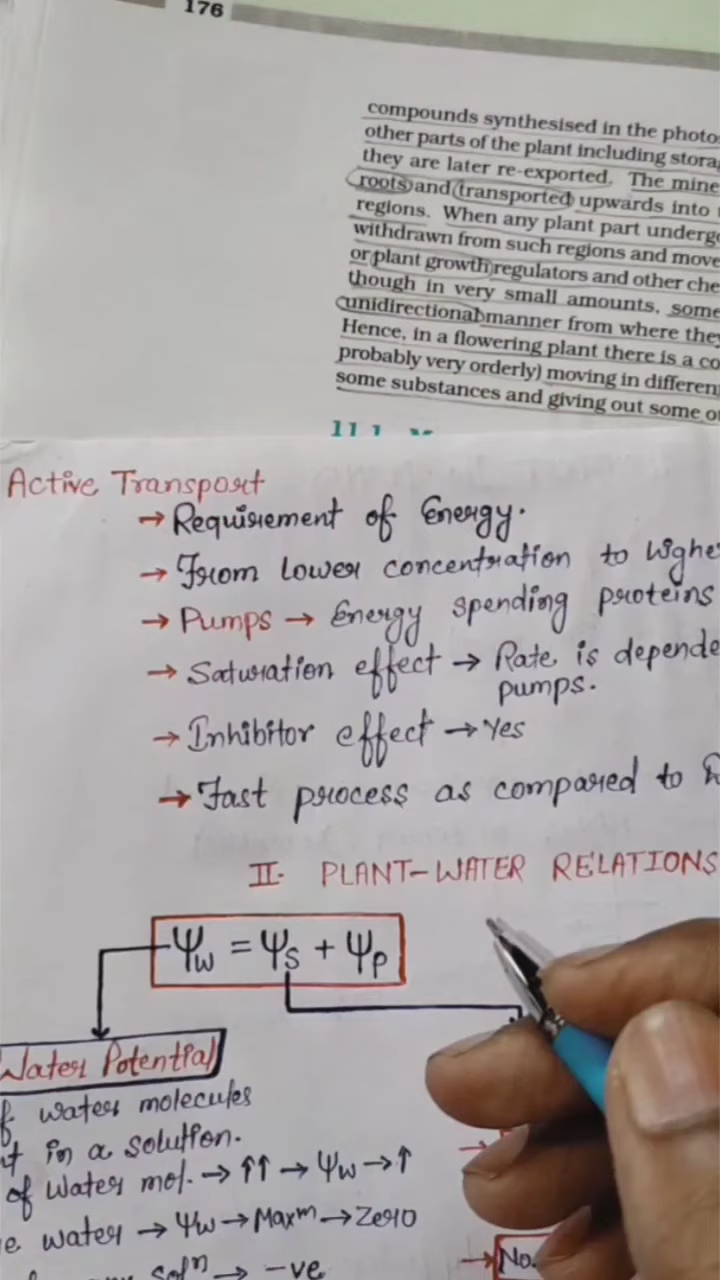 176
compounds synthesised in the photo
other parts of the plant including stora
they are later re-exported. The mine
roots and transported upwards into
regions. When any plant part underg
withdrawn from such regions and move
or plant growth regulators and other che
though in very small amounts, some
unidirectional manner from where they
Hence, in a flowering plant there is a co
probably very orderly) moving in differen
some substances and giving out some o
11.1
Active Transport
→ Requirement of Energy.
→ From lower concentration to highe
→ Pumps → Energy spending proteins
→ Saturation effect → Rate is depende
pumps.
→ Inhibitor effect → Yes
→ Fast process as compared to
II. PLANT-WATER RELATIONS
Ψw = Ψs + Ψp
Water Potential
f water molecules
t in a solution.
of water mol. → ↑↑ → Ψw → ↑
e water → Ψw → Maxᵐ → Zero
solⁿ → -ve
→ No.